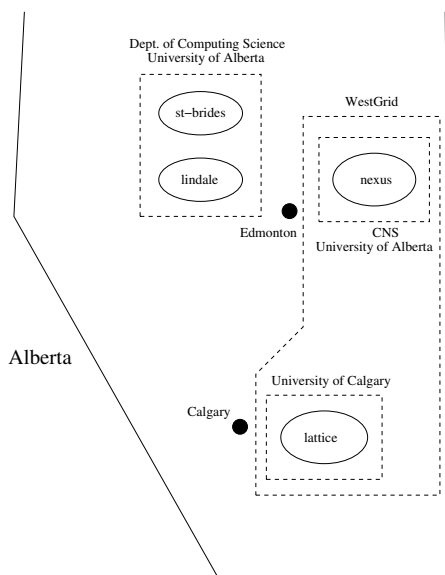 Dept. of Computing Science
University of Alberta
st−brides
lindale
WestGrid
nexus
Edmonton
CNS
University of Alberta
Alberta
University of Calgary
Calgary
lattice